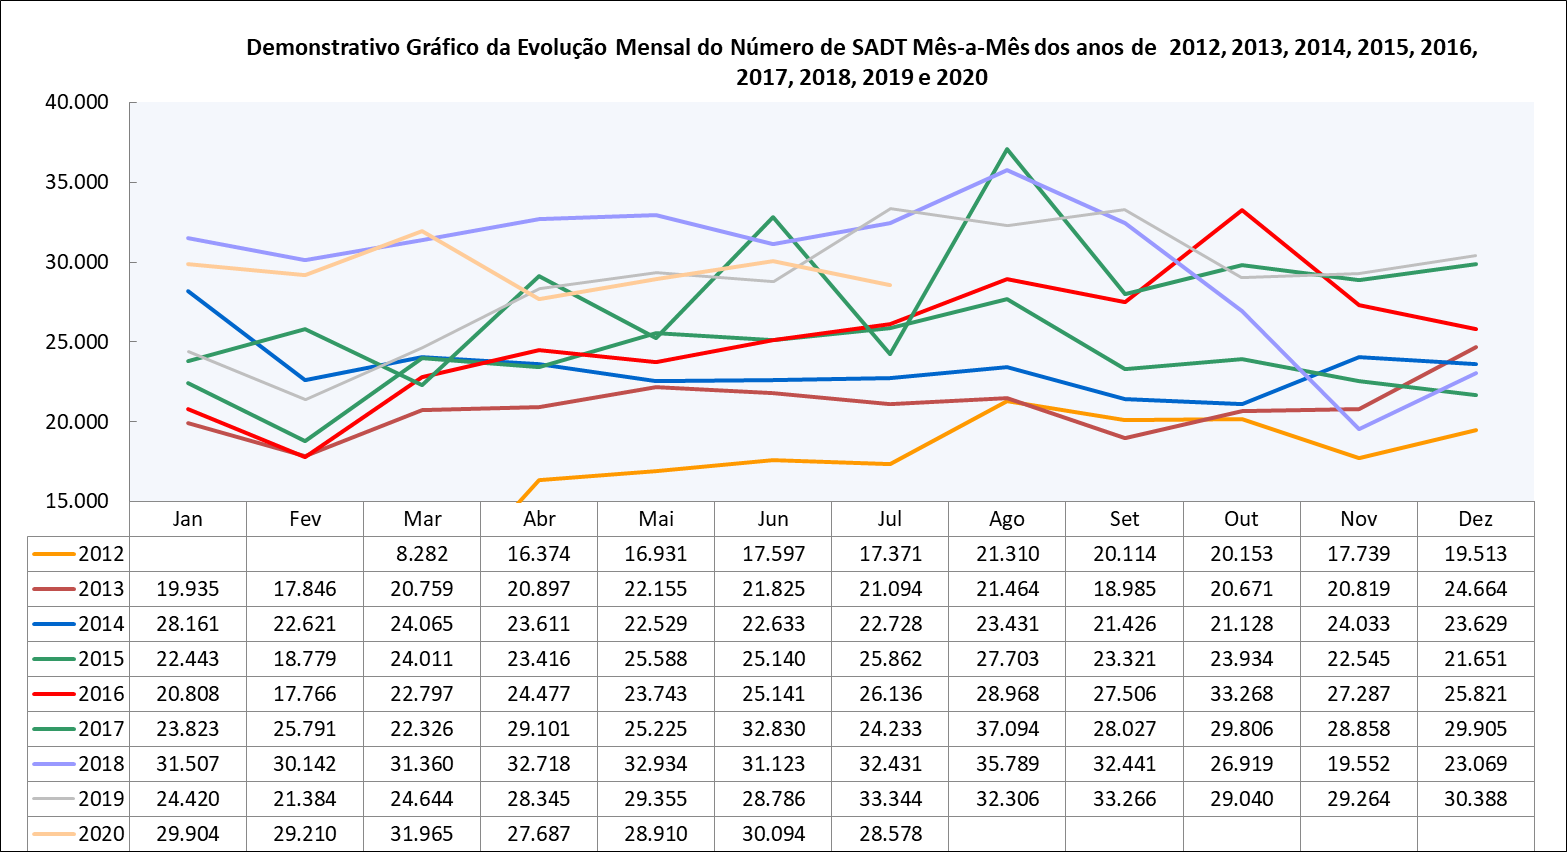 Demonstrativo Gráfico da Evolução Mensal do Número de SADT Mês-a-Mês dos anos de 2012, 2013, 2014, 2015, 2016,
2017, 2018, 2019 e 2020
40.000
35.000
30.000
25.000
20.000
15.000
Jan Fev Mar Abr Mai Jun Jul Ago Set Out Nov Dez
2012 8.282 16.374 16.931 17.597 17.371 21.310 20.114 20.153 17.739 19.513
2013 19.935 17.846 20.759 20.897 22.155 21.825 21.094 21.464 18.985 20.671 20.819 24.664
2014 28.161 22.621 24.065 23.611 22.529 22.633 22.728 23.431 21.426 21.128 24.033 23.629
2015 22.443 18.779 24.011 23.416 25.588 25.140 25.862 27.703 23.321 23.934 22.545 21.651
2016 20.808 17.766 22.797 24.477 23.743 25.141 26.136 28.968 27.506 33.268 27.287 25.821
2017 23.823 25.791 22.326 29.101 25.225 32.830 24.233 37.094 28.027 29.806 28.858 29.905
2018 31.507 30.142 31.360 32.718 32.934 31.123 32.431 35.789 32.441 26.919 19.552 23.069
2019 24.420 21.384 24.644 28.345 29.355 28.786 33.344 32.306 33.266 29.040 29.264 30.388
2020 29.904 29.210 31.965 27.687 28.910 30.094 28.578